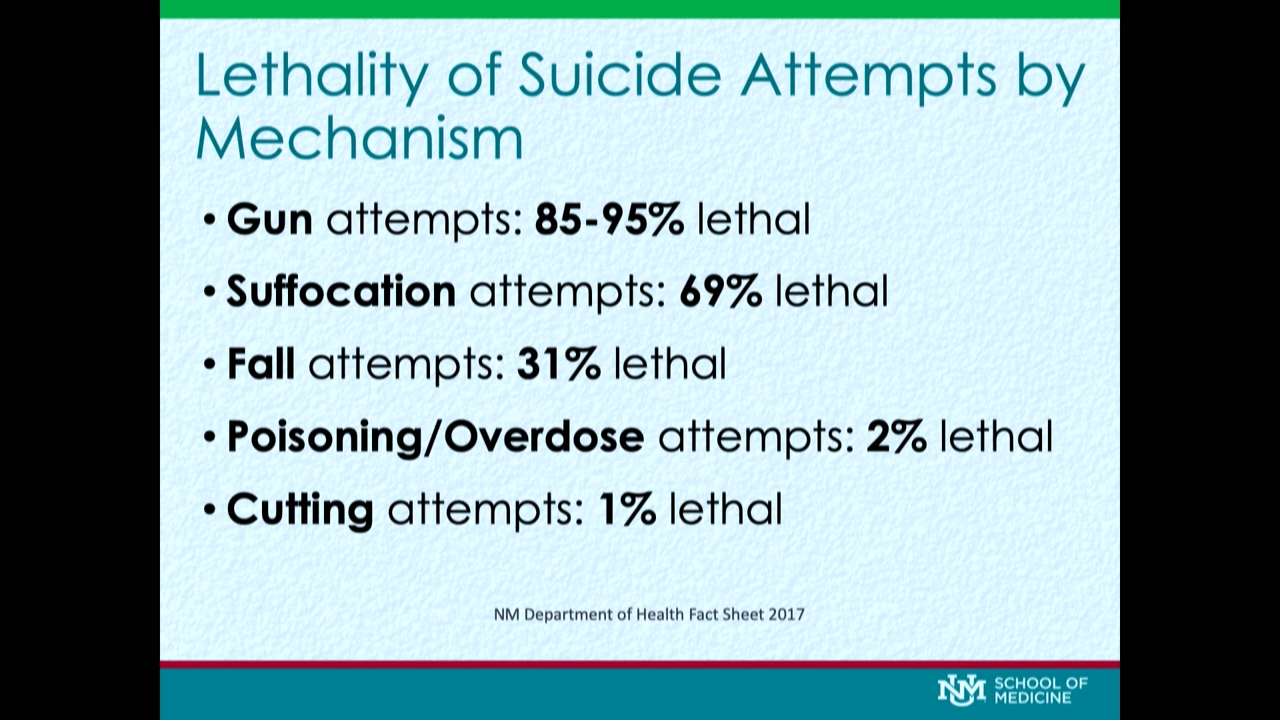 Lethality of Suicide Attempts by
Mechanism
• Gun attempts: 85-95% lethal
• Suffocation attempts: 69% lethal
• Fall attempts: 31% lethal
• Poisoning/Overdose attempts: 2% lethal
• Cutting attempts: 1% lethal
NM Department of Health Fact Sheet 2017
UNM SCHOOL OF
MEDICINE